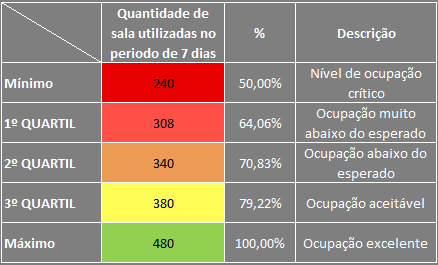 Quantidade de
sala utilizadas no
periodo de 7 dias
%
Descrição
Mínimo
240
50,00%
Nível de ocupação
crítico
1º QUARTIL
308
64,06%
Ocupação muito
abaixo do esperado
2º QUARTIL
340
70,83%
Ocupação abaixo do
esperado
3º QUARTIL
380
79,22%
Ocupação aceitável
Máximo
480
100,00%
Ocupação excelente